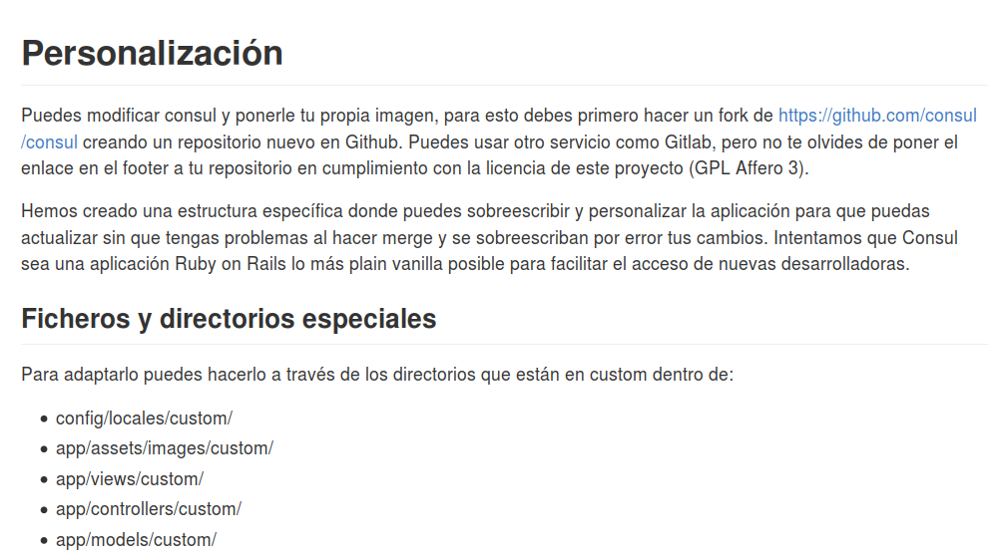 Personalización
Puedes modificar consul y ponerle tu propia imagen, para esto debes primero hacer un fork de https://github.com/consul
/consul creando un repositorio nuevo en Github. Puedes usar otro servicio como Gitlab, pero no te olvides de poner el
enlace en el footer a tu repositorio en cumplimiento con la licencia de este proyecto (GPL Affero 3).
Hemos creado una estructura específica donde puedes sobreescribir y personalizar la aplicación para que puedas
actualizar sin que tengas problemas al hacer merge y se sobreescriban por error tus cambios. Intentamos que Consul
sea una aplicación Ruby on Rails lo más plain vanilla posible para facilitar el acceso de nuevas desarrolladoras.
Ficheros y directorios especiales
Para adaptarlo puedes hacerlo a través de los directorios que están en custom dentro de:
• config/locales/custom/
• app/assets/images/custom/
• app/views/custom/
• app/controllers/custom/
• app/models/custom/